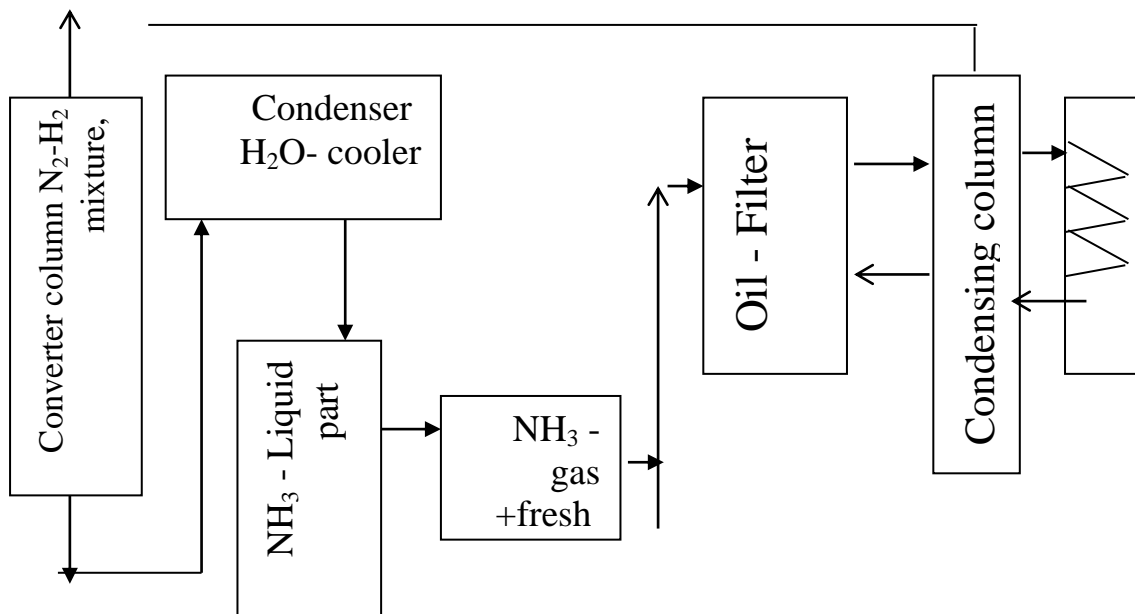 Converter column N₂-H₂
mixture,
Condenser
H₂O- cooler
NH₃ - Liquid
part
NH₃ -
gas
+fresh
Oil - Filter
Condensing column